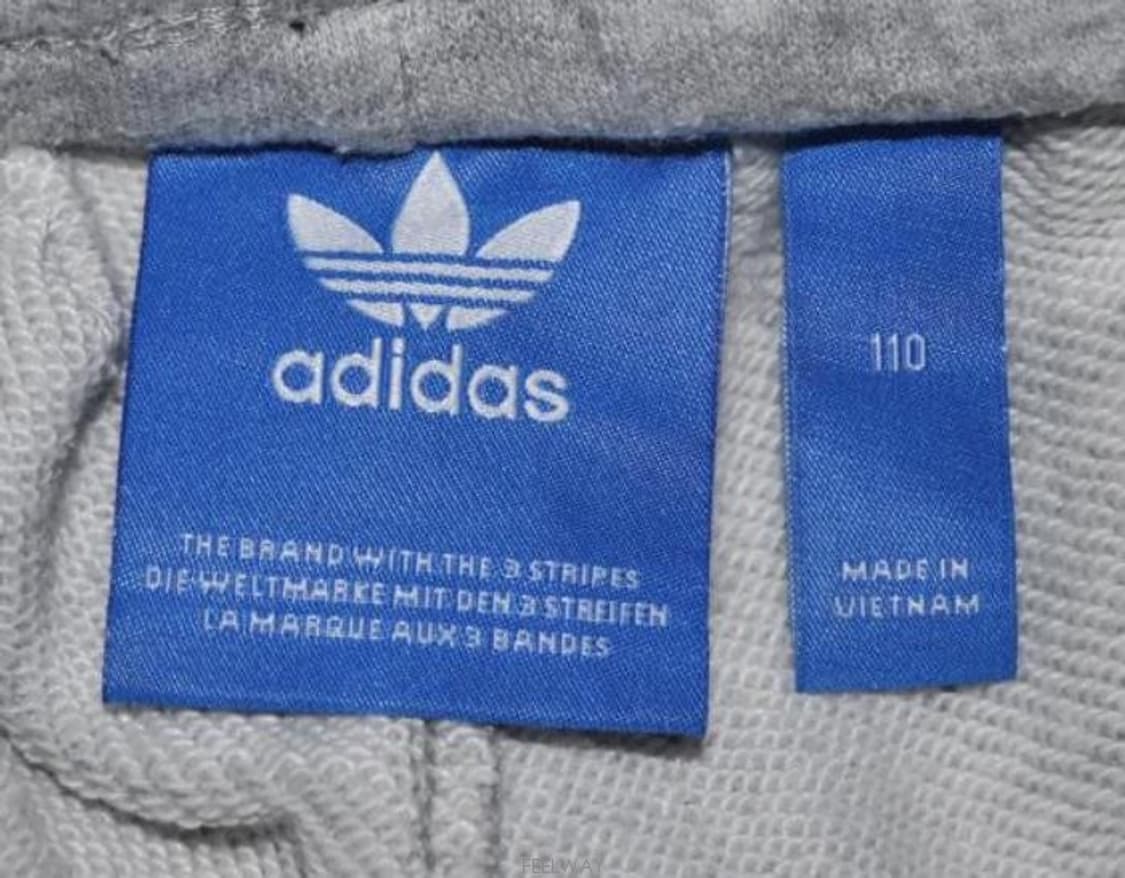 adidas
THE BRAND WITH THE 3 STRIPES
DIE WELTMARKE MIT DEN 3 STREIFEN
LA MARQUE AUX 3 BANDES
110
MADE IN
VIETNAM
FEELWAY